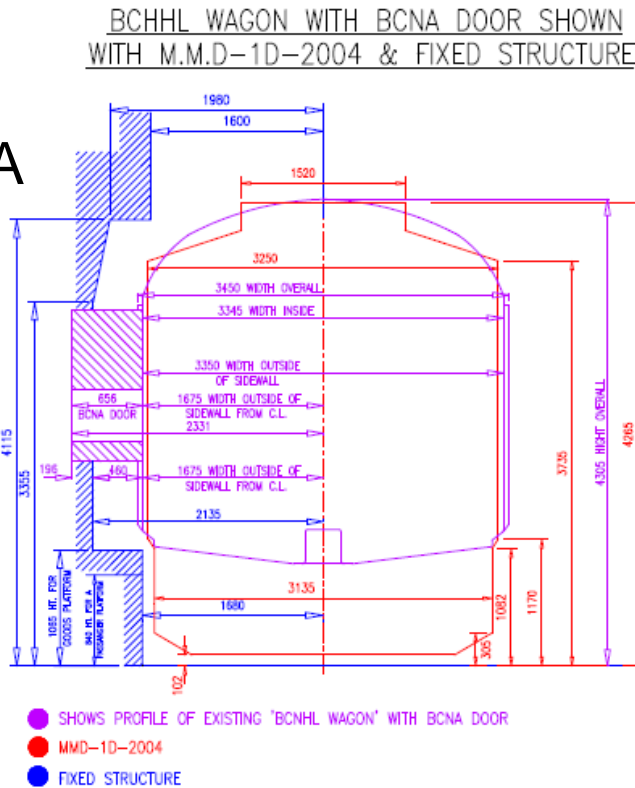 BCHHL WAGON WITH BCNA DOOR SHOWN
WITH M.M.D-1D-2004 & FIXED STRUCTURE
A
1980
1600
1520
3250
3450 WIDTH OVERALL
3345 WIDTH INSIDE
3350 WIDTH OUTSIDE
OF SIDEWALL
656
BCNA DOOR
1675 WIDTH OUTSIDE OF
SIDEWALL FROM C.L.
2331
196
460
1675 WIDTH OUTSIDE OF
SIDEWALL FROM C.L.
2135
4115
3355
1065 HT. FOR
GOODS PLATFORM
840 HT. FOR A
PASSENGER PLATFORM
1680
3135
102
305
1082
1170
3735
4305 HIGHT OVERALL
4265
SHOWS PROFILE OF EXISTING 'BCNHL WAGON' WITH BCNA DOOR
MMD-1D-2004
FIXED STRUCTURE